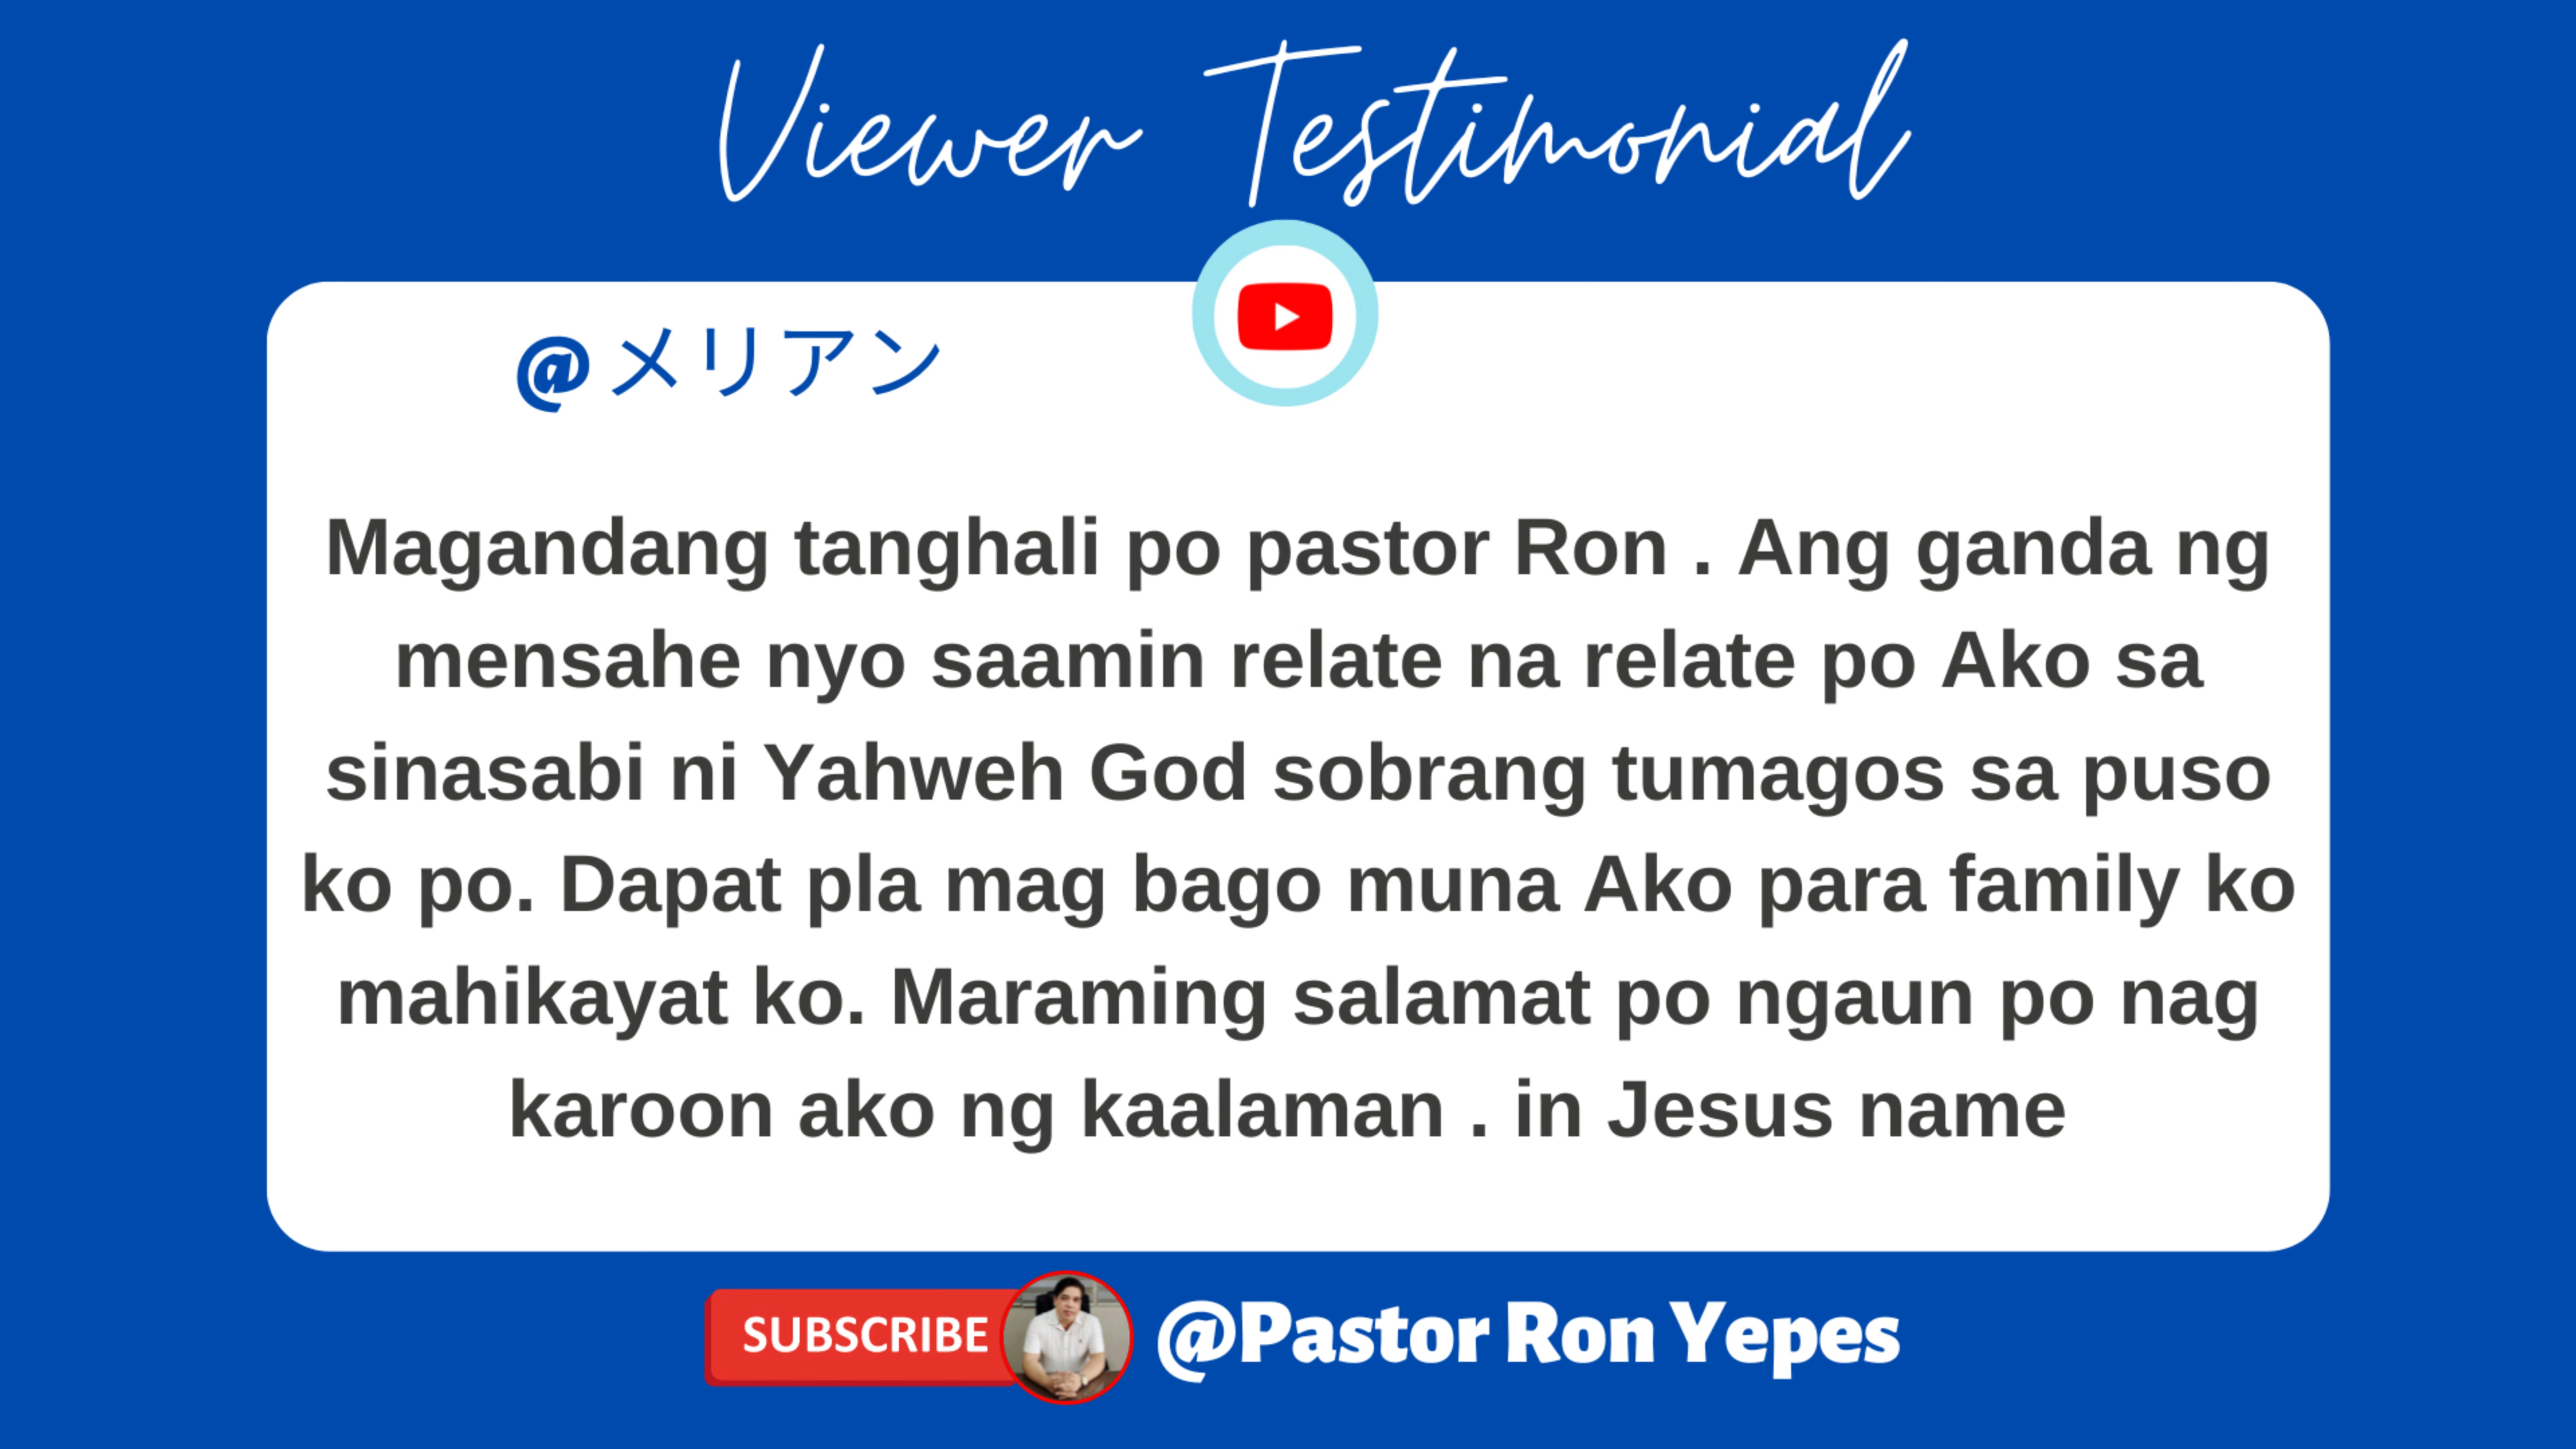 Viewer Testimonial
@メリアン
Magandang tanghali po pastor Ron . Ang ganda ng
mensahe nyo saamin relate na relate po Ako sa
sinasabi ni Yahweh God sobrang tumagos sa puso
ko po. Dapat pla mag bago muna Ako para family ko
mahikayat ko. Maraming salamat po ngaun po nag
karoon ako ng kaalaman . in Jesus name
SUBSCRIBE @Pastor Ron Yepes